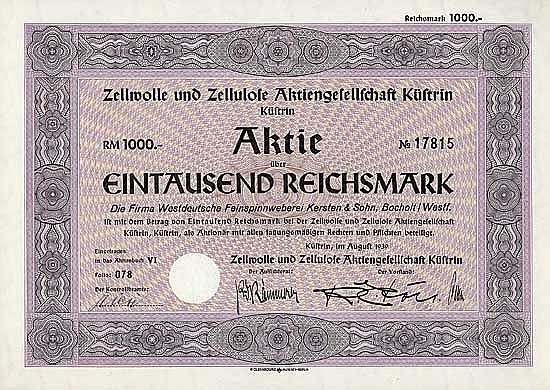 Reichsmark 1000.-
Zellwolle und Zellulose Aktiengesellschaft Küstrin
Küstrin
Aktie
RM 1000.-
№ 17815
über
EINTAUSEND REICHSMARK
Die Firma Westdeutsche Feinspinnweberei Kersten & Sohn, Bocholt i Westf.
ist mit dem Betrag von Eintausend Reichsmark bei der Zellwolle und Zellulose Aktiengesellschaft
Küstrin, Küstrin, als Aktionär mit allen satzungsmäßigen Rechten und Pflichten beteiligt.
Küstrin, im August 1939
Eingetragen
in das Aktienbuch VI
Folio: 078
Der Kontrollbeamte:
Zellwolle und Zellulose Aktiengesellschaft Küstrin
Der Aufsichtsrat:
Der Vorstand: